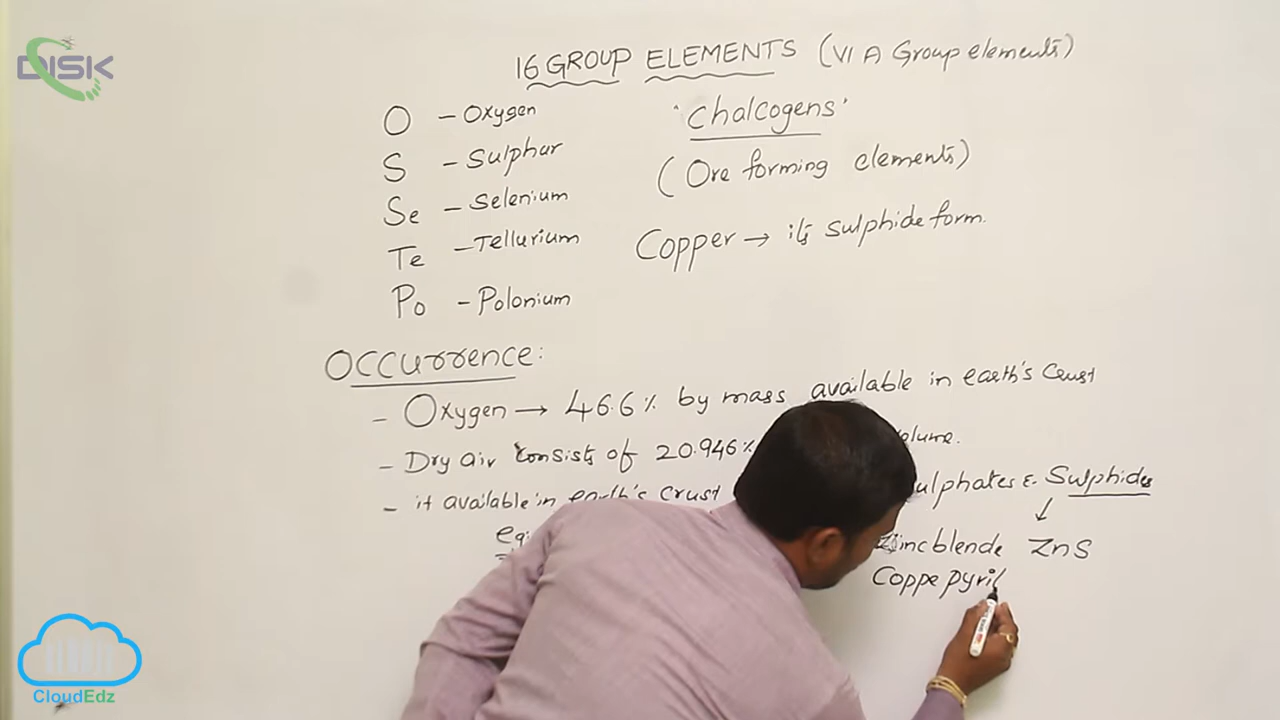 DISK
16 GROUP ELEMENTS (VI A Group elements)
O - Oxygen
S - Sulphur
Se - Selenium
Te - Tellurium
Po - Polonium
'Chalcogens'
(Ore forming elements)
Copper → its sulphide form.
Occurrence:
- Oxygen → 46.6% by mass available in earth's crust
- Dry air consists of 20.946% volume.
- it available in earth's crust sulphates & Sulphides
↓
Zincblende ZnS
Coppe pyri
CloudEdz